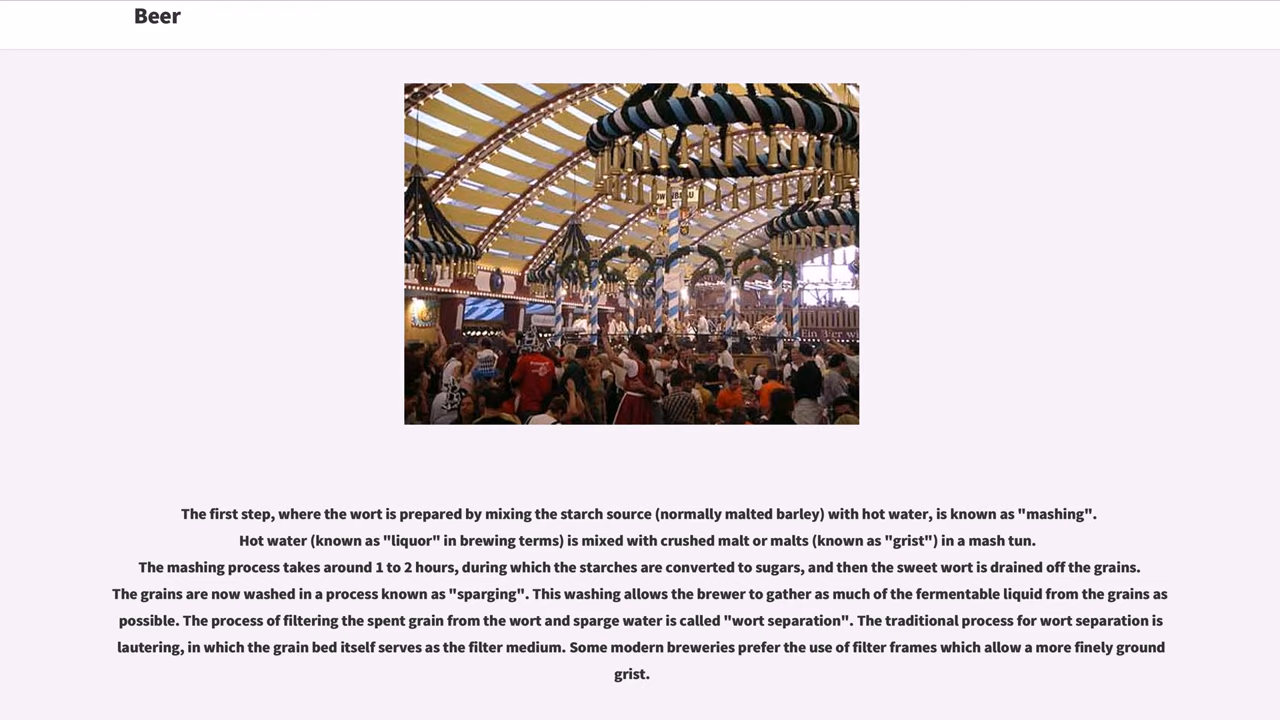 Beer
Ein Bier
The first step, where the wort is prepared by mixing the starch source (normally malted barley) with hot water, is known as "mashing".
Hot water (known as "liquor" in brewing terms) is mixed with crushed malt or malts (known as "grist") in a mash tun.
The mashing process takes around 1 to 2 hours, during which the starches are converted to sugars, and then the sweet wort is drained off the grains.
The grains are now washed in a process known as "sparging". This washing allows the brewer to gather as much of the fermentable liquid from the grains as
possible. The process of filtering the spent grain from the wort and sparge water is called "wort separation". The traditional process for wort separation is
lautering, in which the grain bed itself serves as the filter medium. Some modern breweries prefer the use of filter frames which allow a more finely ground
grist.